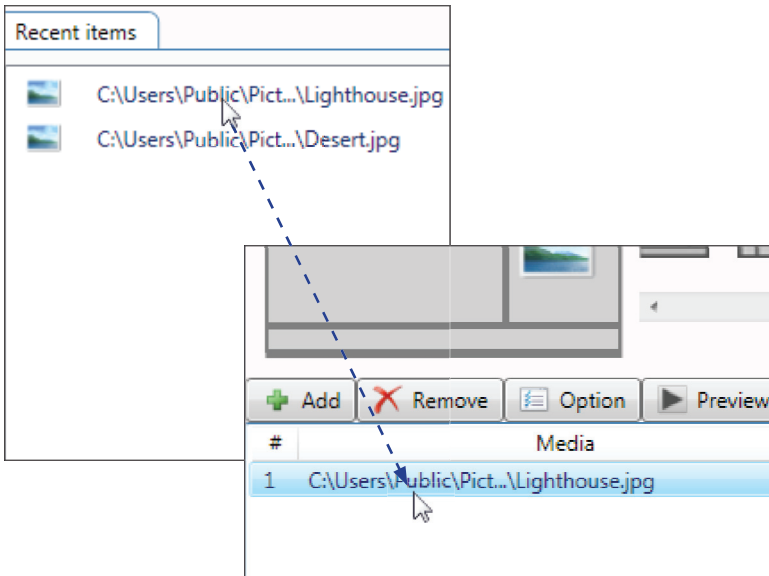 Recent items
C:\Users\Public\Pict...\Lighthouse.jpg
C:\Users\Public\Pict...\Desert.jpg
Add Remove Option Preview
# Media
1 C:\Users\Public\Pict...\Lighthouse.jpg